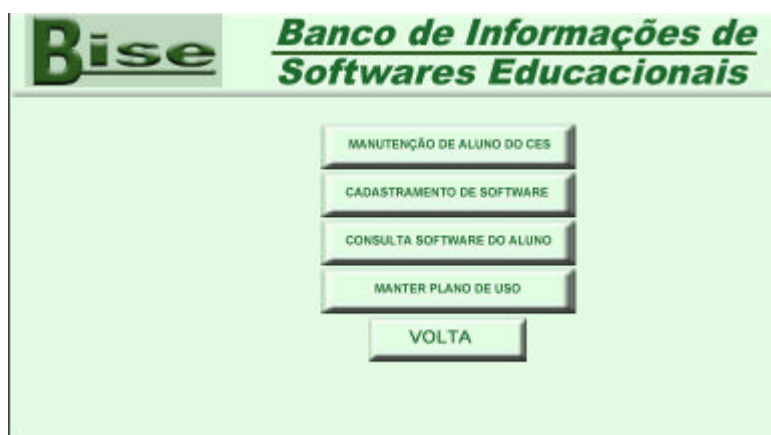 Bise
Banco de Informações de
Softwares Educacionais
MANUTENÇÃO DE ALUNO DO CES
CADASTRAMENTO DE SOFTWARE
CONSULTA SOFTWARE DO ALUNO
MANTER PLANO DE USO
VOLTA